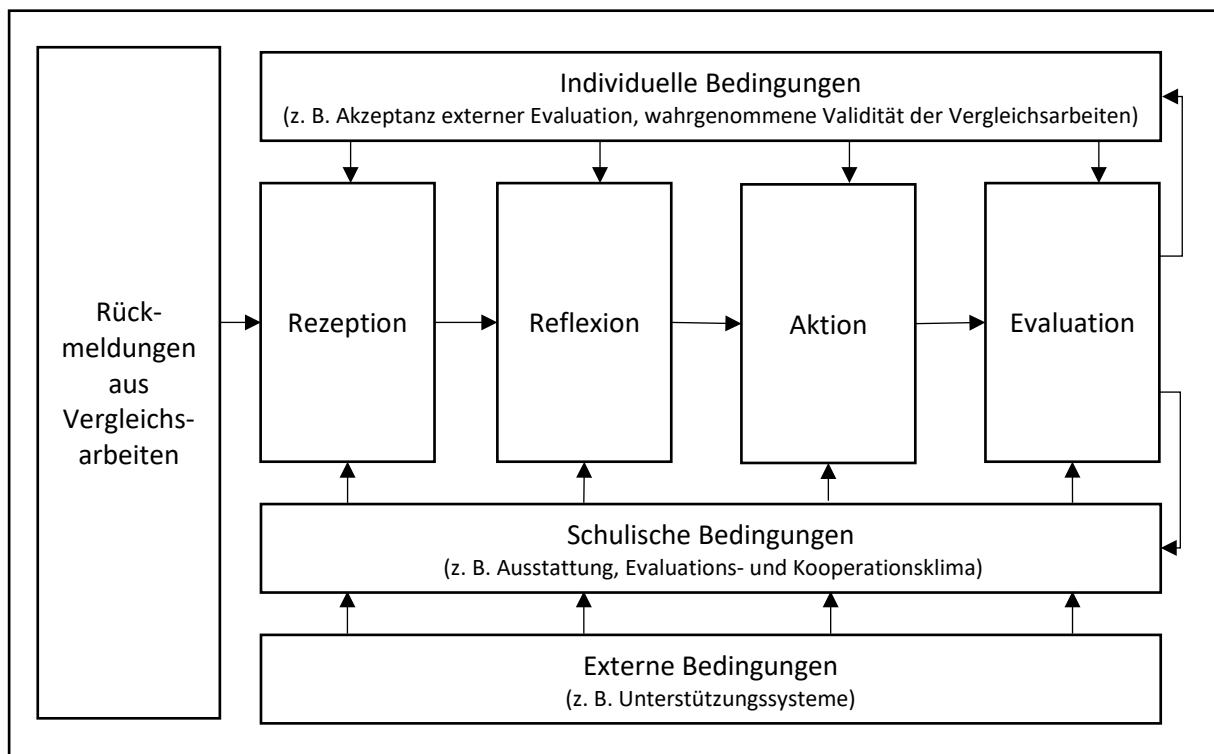 Rück-
meldungen
aus
Vergleichs-
arbeiten
Individuelle Bedingungen
(z. B. Akzeptanz externer Evaluation, wahrgenommene Validität der Vergleichsarbeiten)
Rezeption
Reflexion
Aktion
Evaluation
Schulische Bedingungen
(z. B. Ausstattung, Evaluations- und Kooperationsklima)
Externe Bedingungen
(z. B. Unterstützungssysteme)